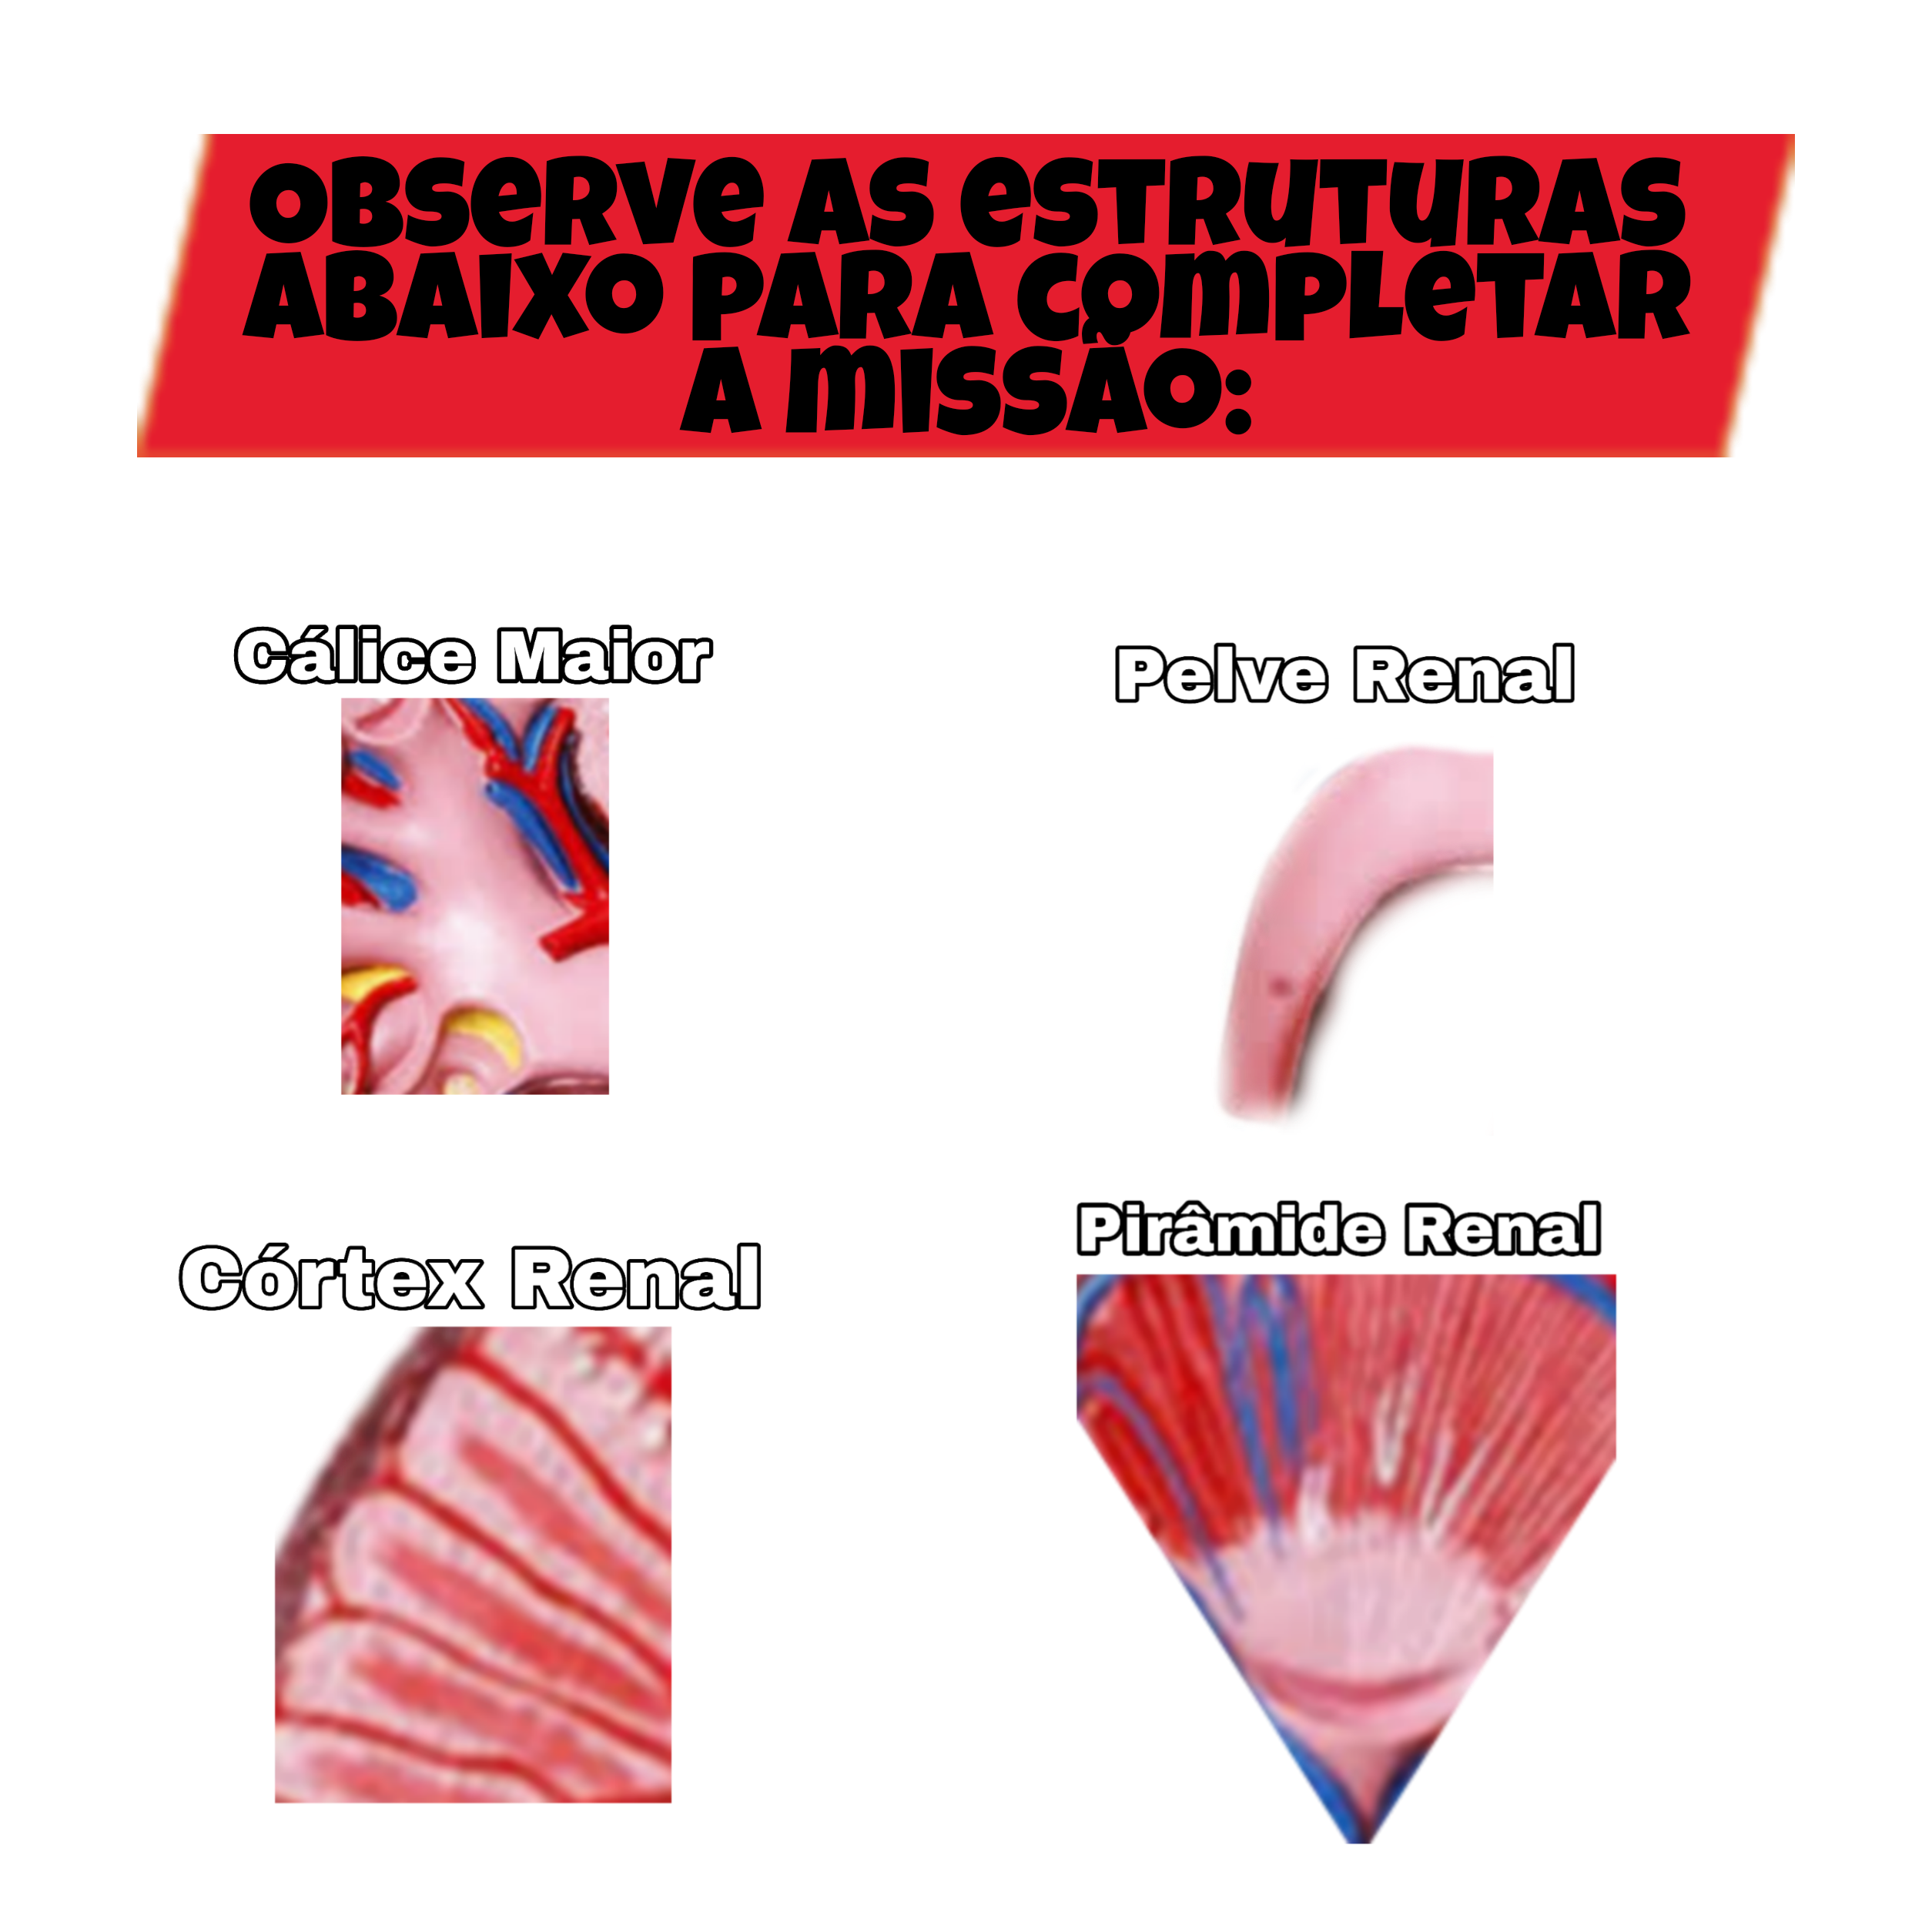 OBSERVE AS ESTRUTURAS
ABAIXO PARA COMPLETAR
A MISSÃO:
Cálice Maior
Pelve Renal
Córtex Renal
Pirâmide Renal